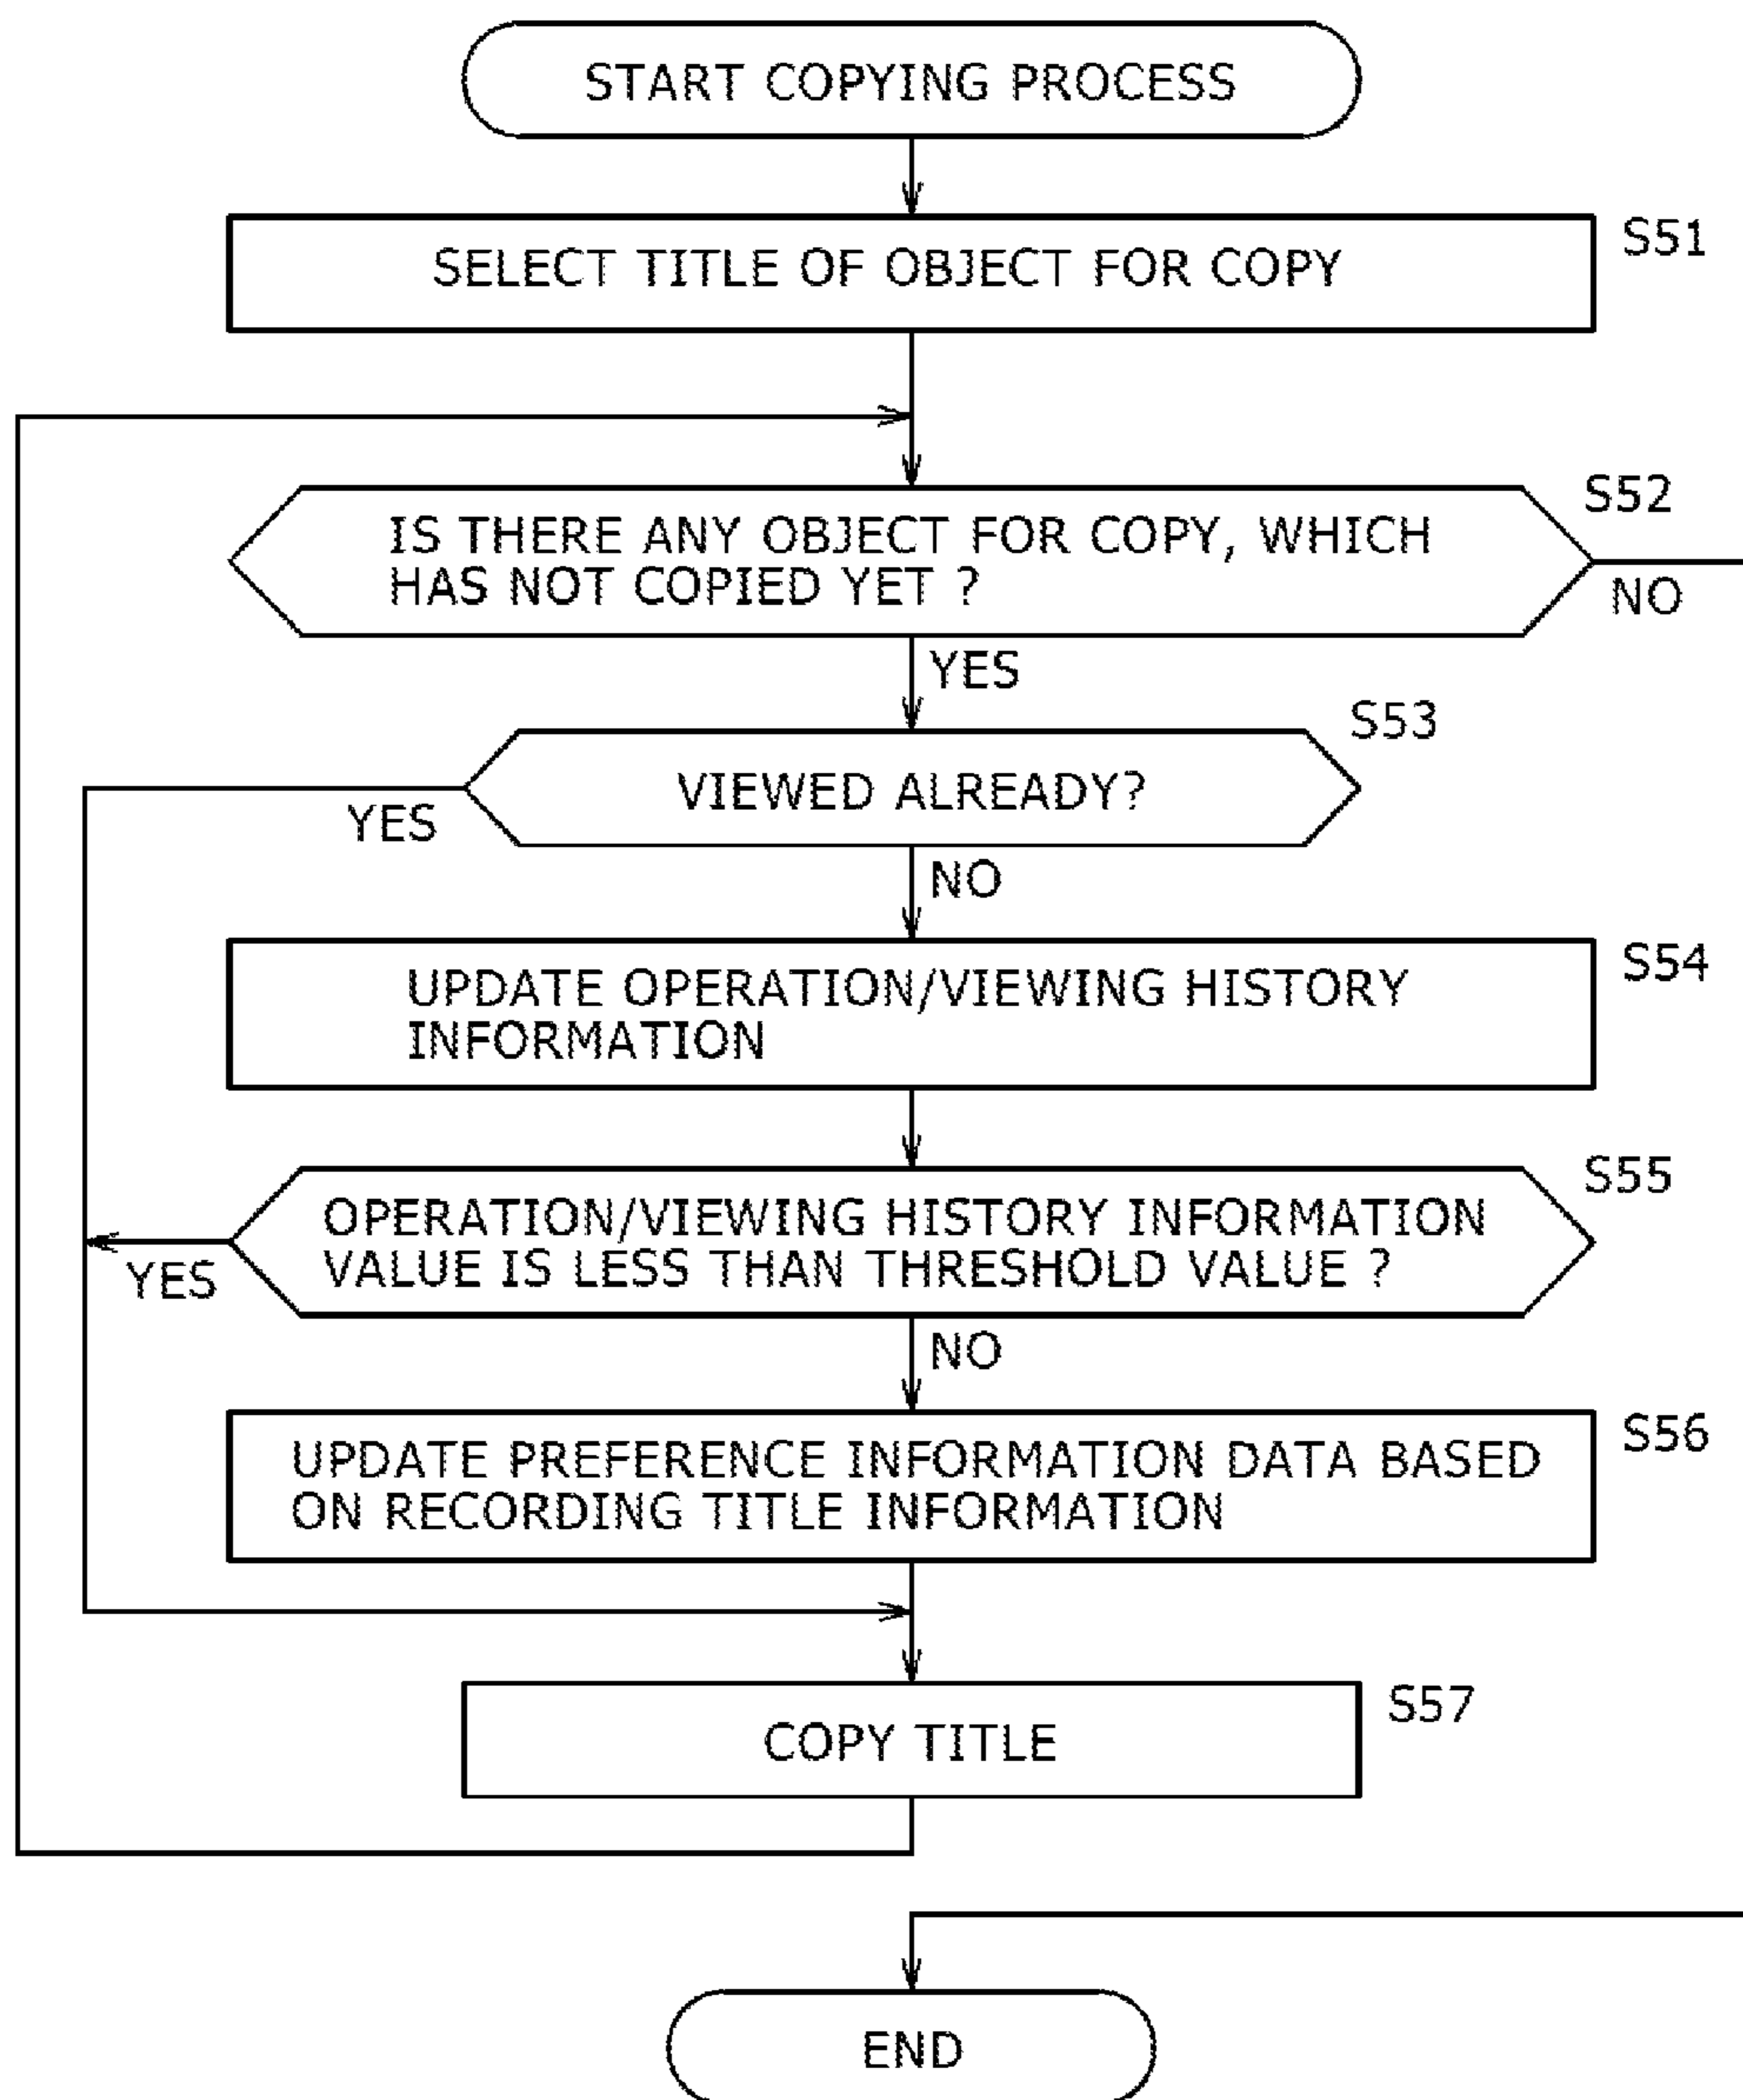 START COPYING PROCESS
S51
SELECT TITLE OF OBJECT FOR COPY
S52
IS THERE ANY OBJECT FOR COPY, WHICH
HAS NOT COPIED YET ?
NO
YES
S53
VIEWED ALREADY?
YES
NO
S54
UPDATE OPERATION/VIEWING HISTORY
INFORMATION
S55
OPERATION/VIEWING HISTORY INFORMATION
VALUE IS LESS THAN THRESHOLD VALUE ?
YES
NO
S56
UPDATE PREFERENCE INFORMATION DATA BASED
ON RECORDING TITLE INFORMATION
S57
COPY TITLE
END